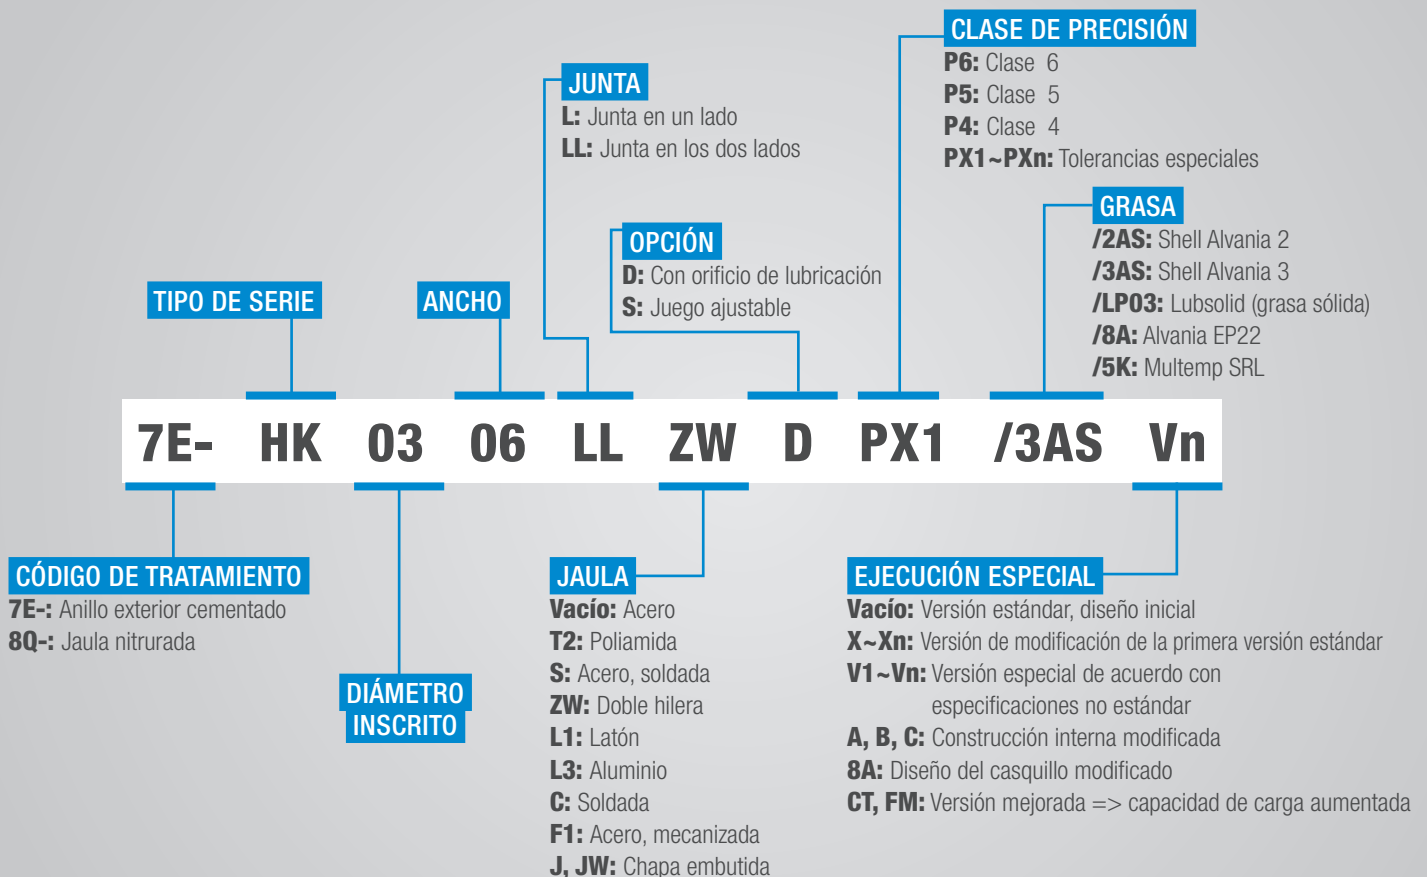 CLASE DE PRECISIÓN
P6: Clase 6
P5: Clase 5
P4: Clase 4
PX1~PXn: Tolerancias especiales
JUNTA
L: Junta en un lado
LL: Junta en los dos lados
GRASA
/2AS: Shell Alvania 2
/3AS: Shell Alvania 3
/LP03: Lubsolid (grasa sólida)
/8A: Alvania EP22
/5K: Multemp SRL
OPCIÓN
D: Con orificio de lubricación
S: Juego ajustable
TIPO DE SERIE
ANCHO
7E- HK 03 06 LL ZW D PX1 /3AS Vn
CÓDIGO DE TRATAMIENTO
7E-: Anillo exterior cementado
8Q-: Jaula nitrurada
DIÁMETRO
INSCRITO
JAULA
Vacío: Acero
T2: Poliamida
S: Acero, soldada
ZW: Doble hilera
L1: Latón
L3: Aluminio
C: Soldada
F1: Acero, mecanizada
J, JW: Chapa embutida
EJECUCIÓN ESPECIAL
Vacío: Versión estándar, diseño inicial
X~Xn: Versión de modificación de la primera versión estándar
V1~Vn: Versión especial de acuerdo con
especificaciones no estándar
A, B, C: Construcción interna modificada
8A: Diseño del casquillo modificado
CT, FM: Versión mejorada => capacidad de carga aumentada